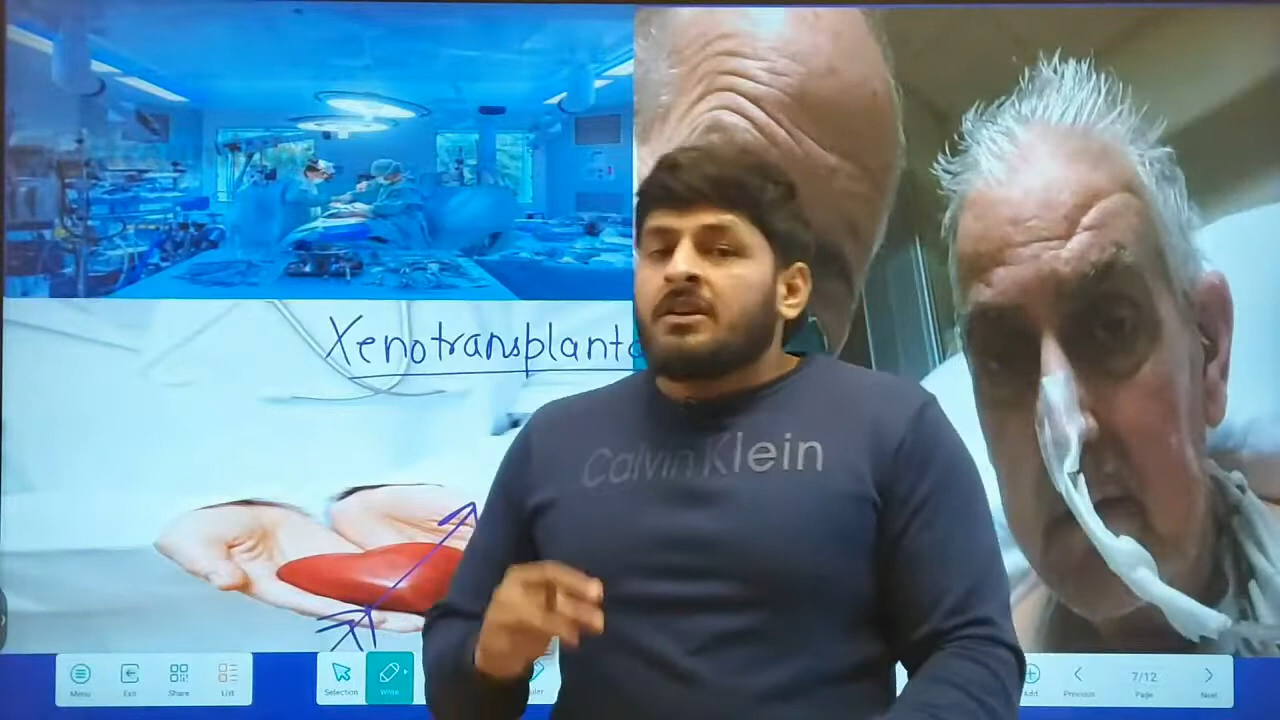 Xenotransplanta
Calvin Klein
Menu
Exit
Share
List
Selection
Write
Add
Previous
7/12
Page
Next